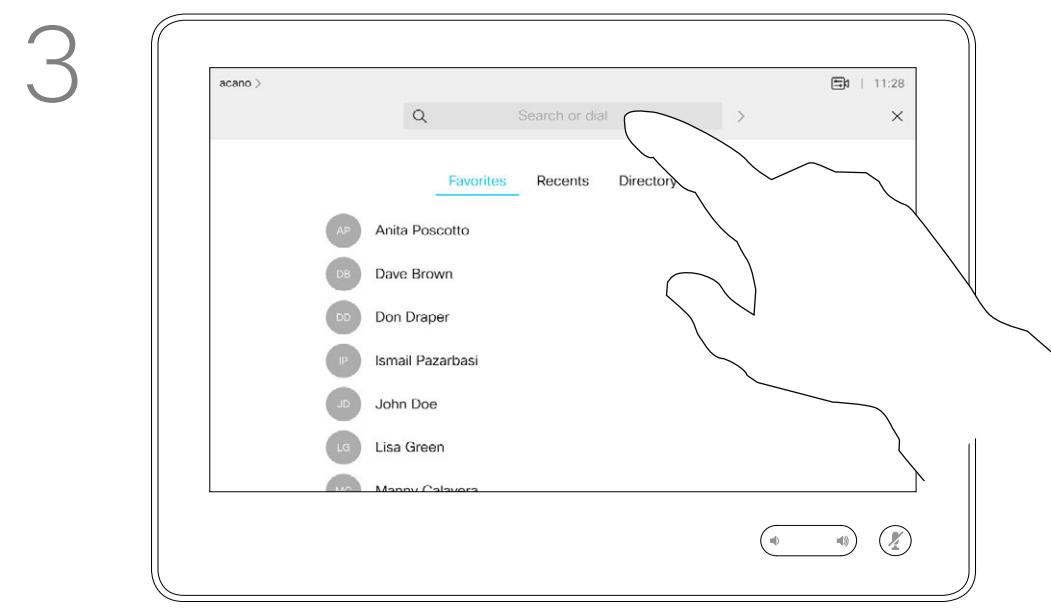 3
acano >
11:28
Search or dial
Favorites Recents Directory
AP Anita Poscotto
DB Dave Brown
DD Don Draper
IP Ismail Pazarbasi
JD John Doe
LG Lisa Green
MC Manny Calavera